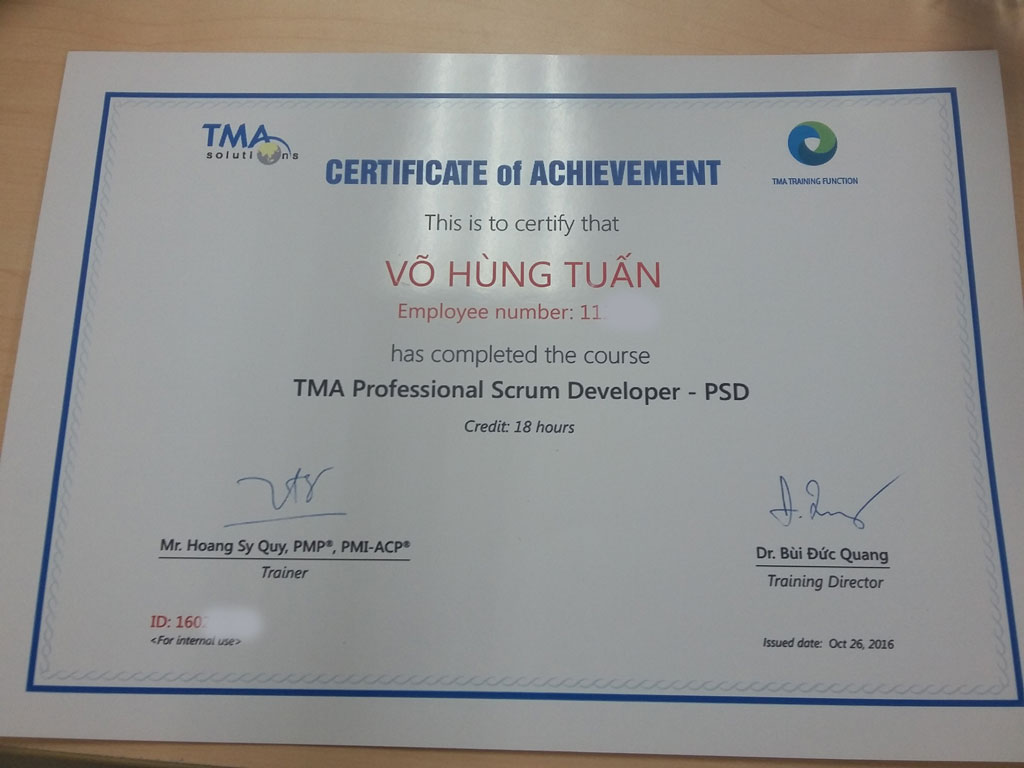 TMA
solutions
CERTIFICATE of ACHIEVEMENT
TMA TRAINING FUNCTION
This is to certify that
VÕ HÙNG TUẤN
Employee number: 11
has completed the course
TMA Professional Scrum Developer - PSD
Credit: 18 hours
Mr. Hoang Sy Quy, PMP®, PMI-ACP®
Trainer
Dr. Bùi Đức Quang
Training Director
ID: 160
<For internal use>
Issued date: Oct 26, 2016